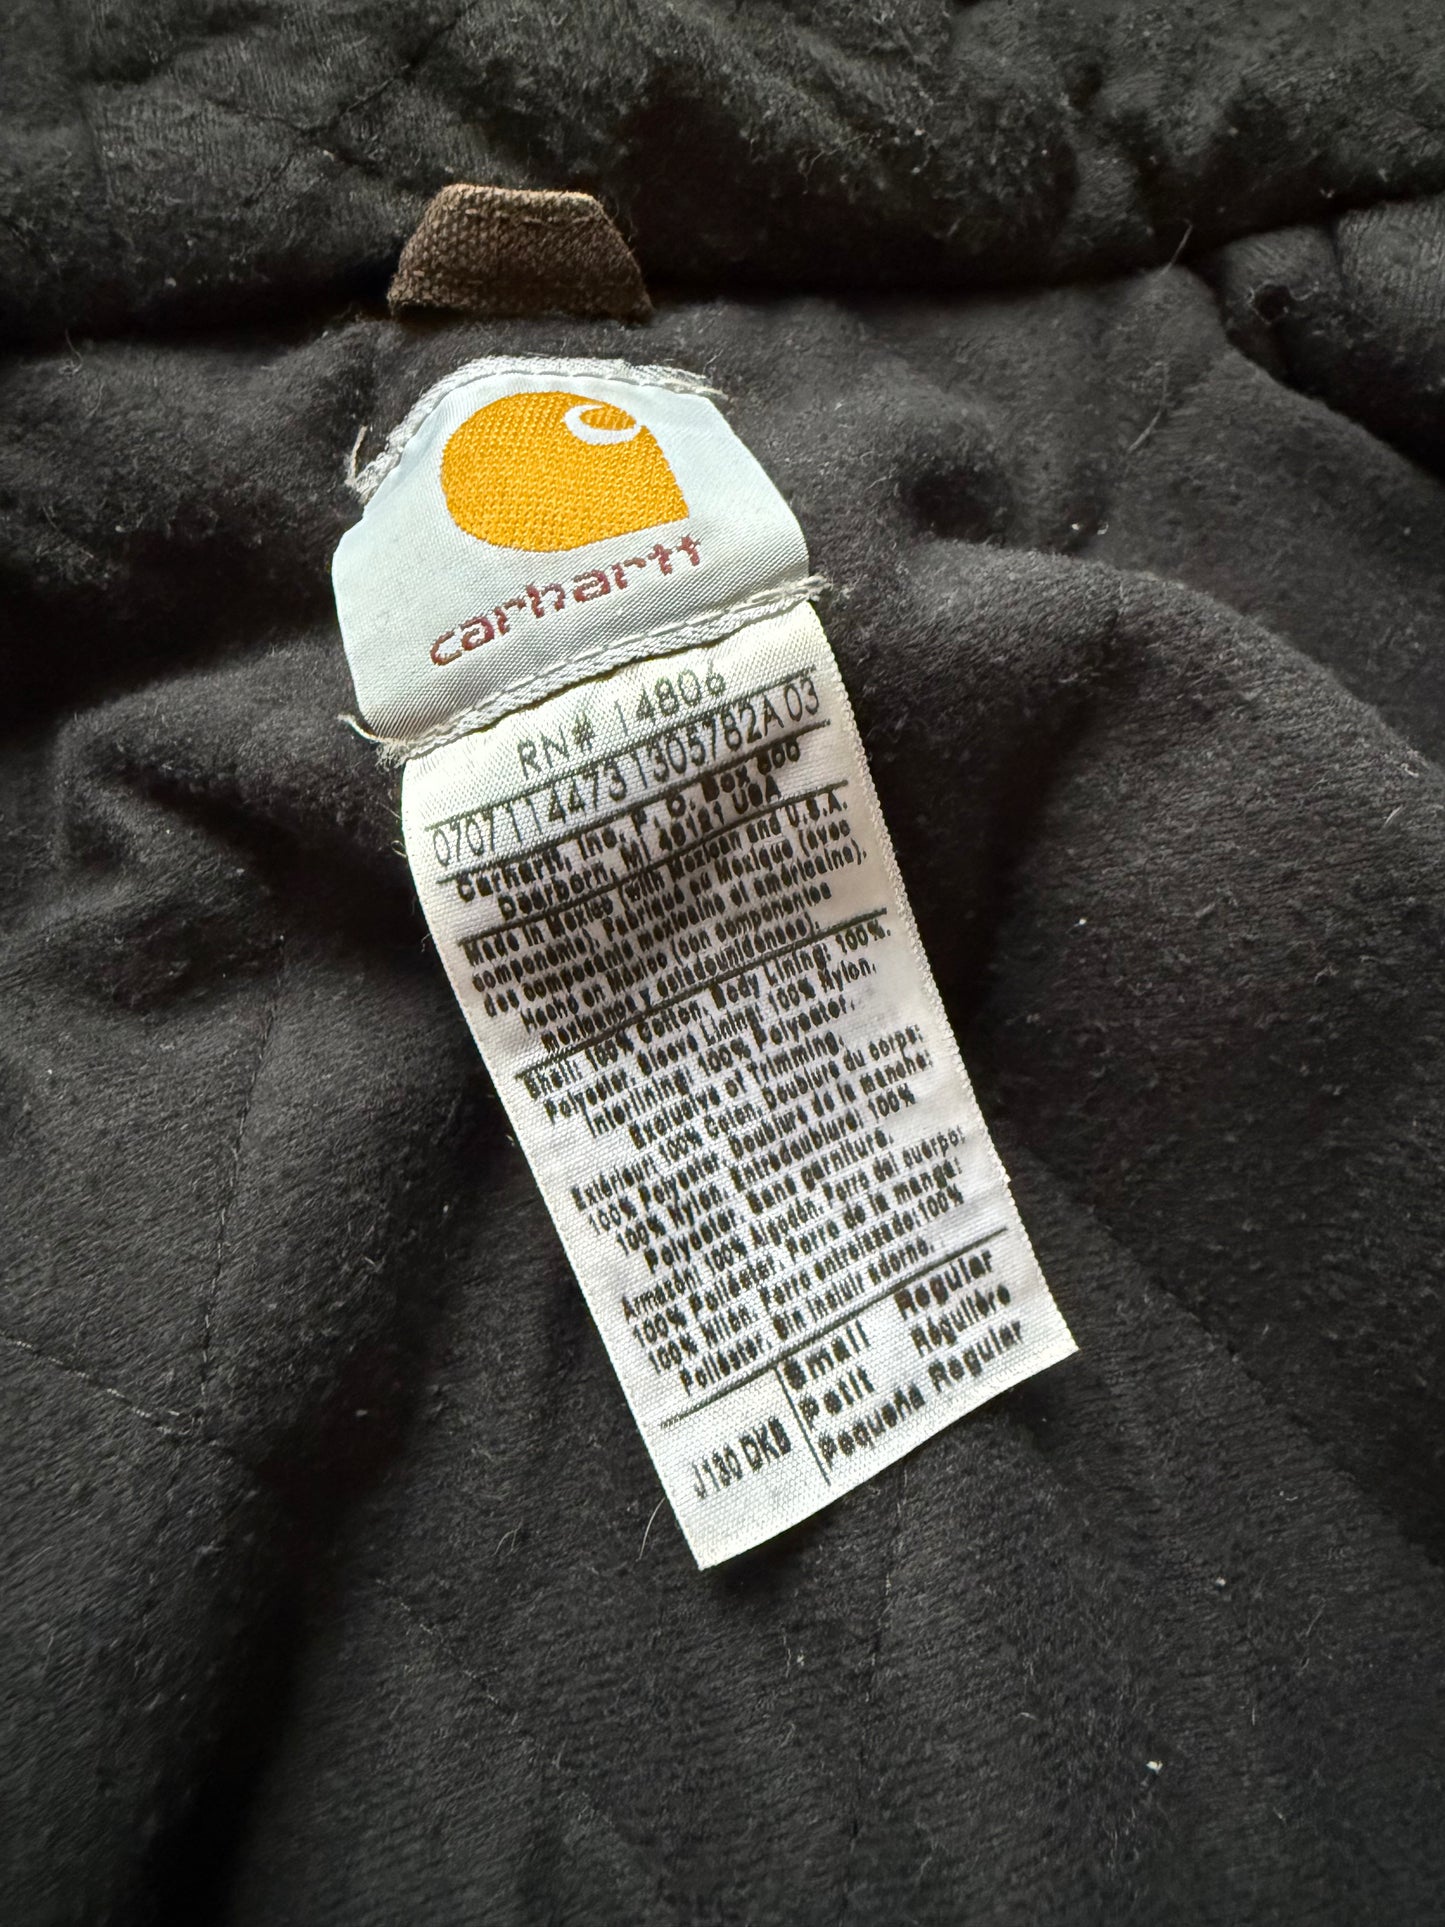 carhartt
RN# 14806
0707114473 1305782A 03
Carhartt, Inc. P. O. Box 600
Dearborn, MI 48121 USA
Made in Mexico (with Mexican and U.S.A.
components). Fabriqué au Mexique (avec
des composants mexicains et américains).
Hecho en México (con componentes
mexicanos y estadounidenses).
Shell: 100% Cotton, Body Lining: 100%
Polyester, Sleeve Lining: 100% Nylon,
Interlining: 100% Polyester.
Exclusive of Trimming.
Extérieur: 100% Coton, Doublure du corps:
100% Polyester, Doublure de la manche:
100% Nylon, Entredoublure: 100%
Polyester. Sans garniture.
Armazón: 100% Algodón, Forro del cuerpo:
100% Poliéster, Forro de la manga:
100% Nilón, Forro entrelazado: 100%
Poliéster. Sin incluir adorno.
J130 DKB
Small Regular
Petit Régulière
Pequeña Regular